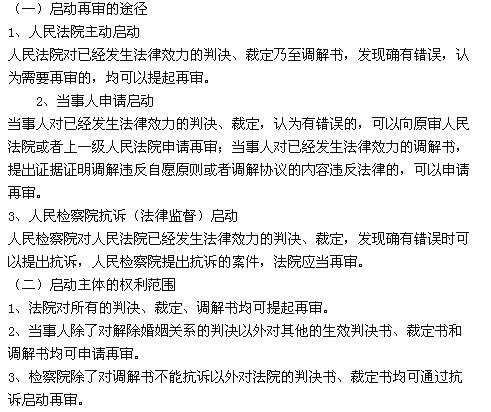 （一）启动再审的途径
1、人民法院主动启动
人民法院对已经发生法律效力的判决、裁定乃至调解书，发现确有错误，认
为需要再审的，均可以提起再审。
2、当事人申请启动
当事人对已经发生法律效力的判决、裁定，认为有错误的，可以向原审人民
法院或者上一级人民法院申请再审；当事人对已经发生法律效力的调解书，
提出证据证明调解违反自愿原则或者调解协议的内容违反法律的，可以申请
再审。
3、人民检察院抗诉（法律监督）启动
人民检察院对人民法院已经发生法律效力的判决、裁定，发现确有错误时可
以提出抗诉，人民检察院提出抗诉的案件，法院应当再审。
（二）启动主体的权利范围
1、法院对所有的判决、裁定、调解书均可提起再审。
2、当事人除了对解除婚姻关系的判决以外对其他的生效判决书、裁定书和
调解书均可申请再审。
3、检察院除了对调解书不能抗诉以外对法院的判决书、裁定书均可通过抗
诉启动再审。